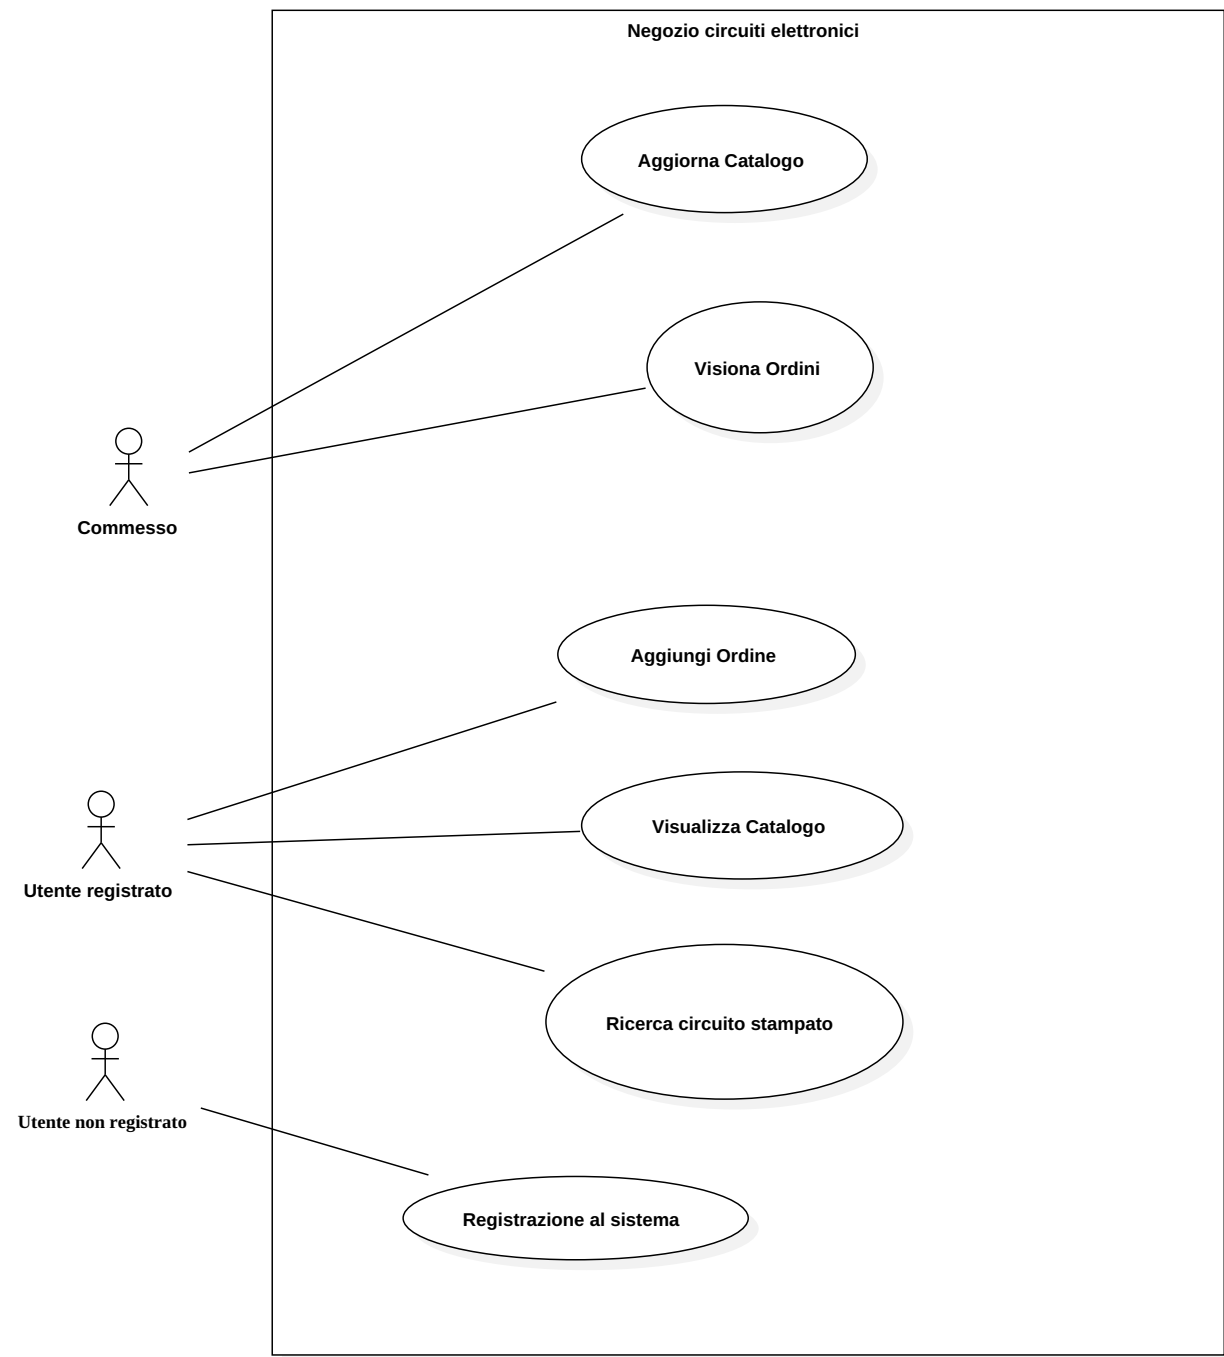 Negozio circuiti elettronici
Aggiorna Catalogo
Visiona Ordini
Commesso
Aggiungi Ordine
Visualizza Catalogo
Utente registrato
Ricerca circuito stampato
Utente non registrato
Registrazione al sistema